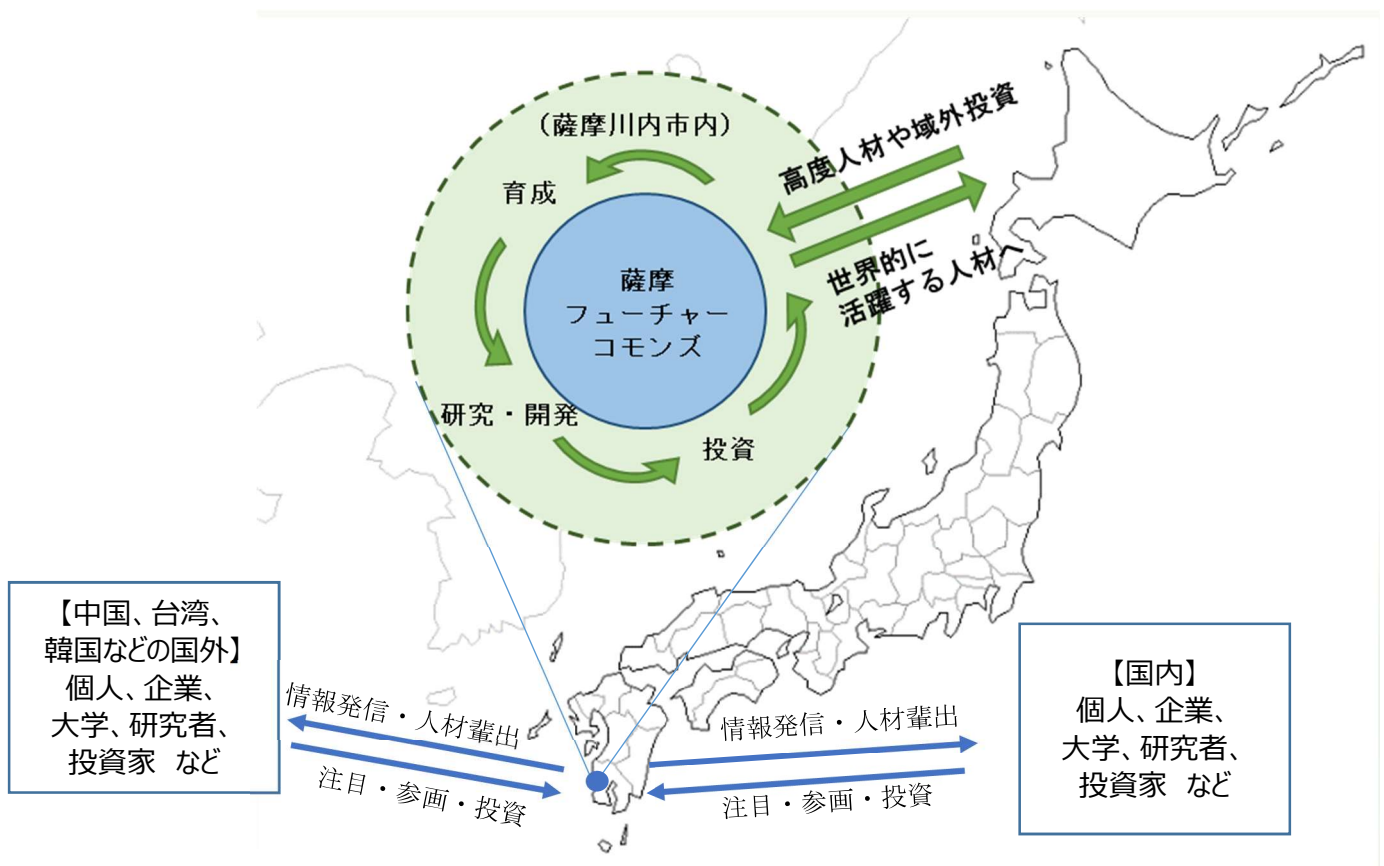 （薩摩川内市内）
育成
薩摩
フューチャー
コモンズ
研究・開発
投資
高度人材や域外投資
世界的に
活躍する人材へ
【中国、台湾、
韓国などの国外】
個人、企業、
大学、研究者、
投資家 など
情報発信・人材輩出
注目・参画・投資
情報発信・人材輩出
注目・参画・投資
【国内】
個人、企業、
大学、研究者、
投資家 など